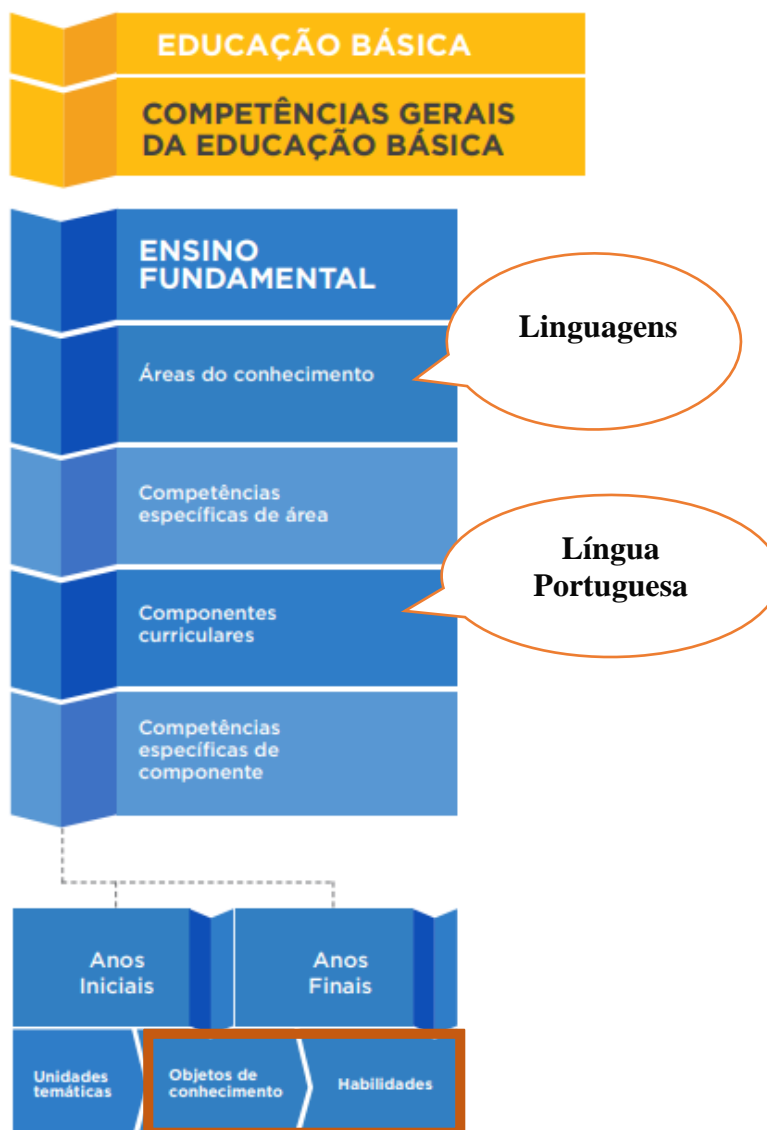 EDUCAÇÃO BÁSICA
COMPETÊNCIAS GERAIS
DA EDUCAÇÃO BÁSICA
ENSINO
FUNDAMENTAL
Linguagens
Áreas do conhecimento
Competências
específicas de área
Língua
Portuguesa
Componentes
curriculares
Competências
específicas de
componente
Anos
Iniciais
Anos
Finais
Unidades
temáticas
Objetos de
conhecimento
Habilidades